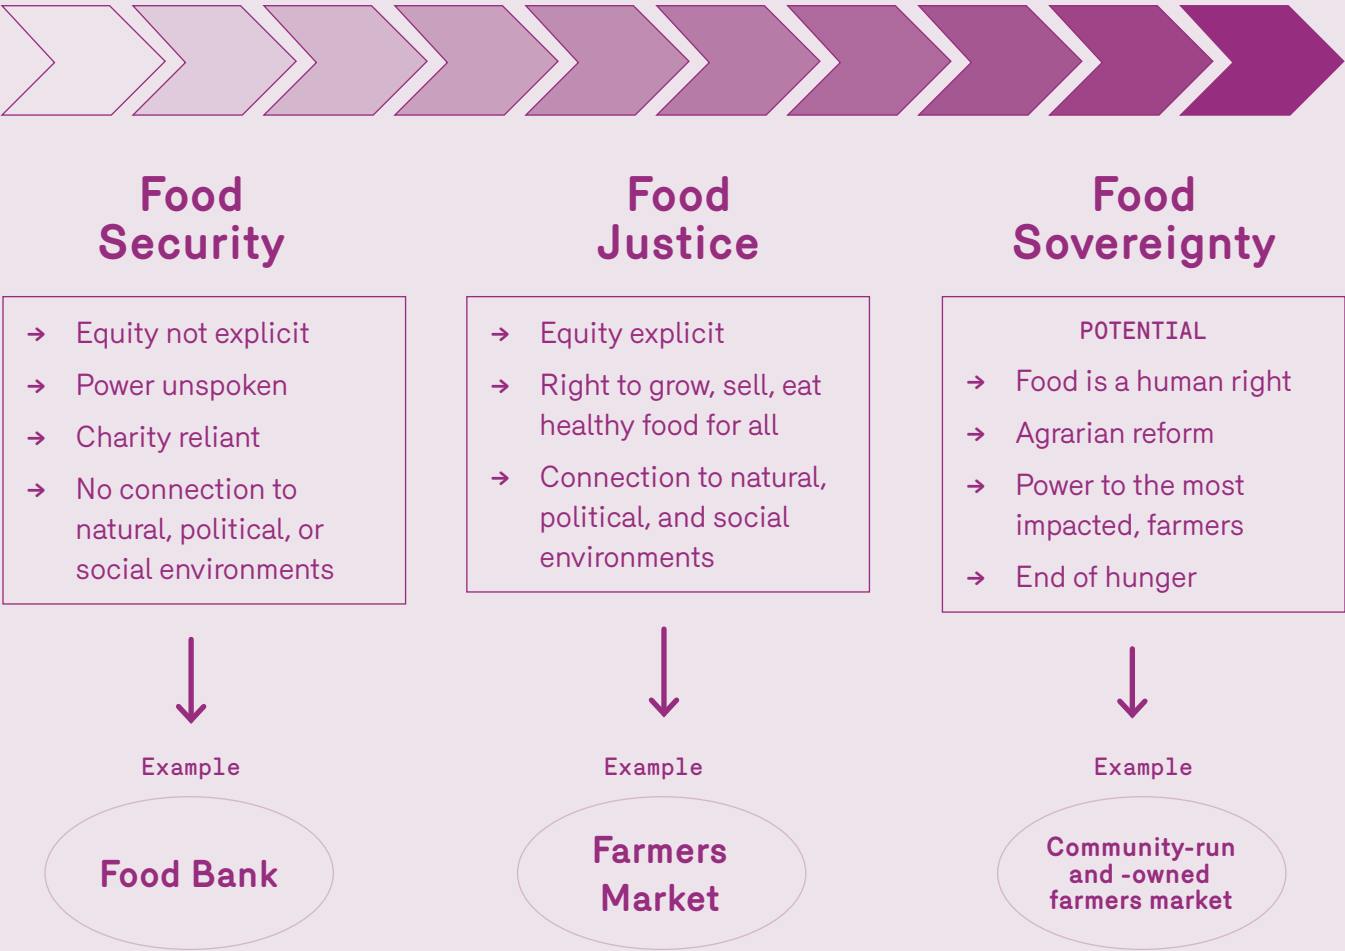 Food
Security
→ Equity not explicit
→ Power unspoken
→ Charity reliant
→ No connection to
natural, political, or
social environments
Example
Food Bank
Food
Justice
→ Equity explicit
→ Right to grow, sell, eat
healthy food for all
→ Connection to natural,
political, and social
environments
Example
Farmers
Market
Food
Sovereignty
POTENTIAL
→ Food is a human right
→ Agrarian reform
→ Power to the most
impacted, farmers
→ End of hunger
Example
Community-run
and -owned
farmers market